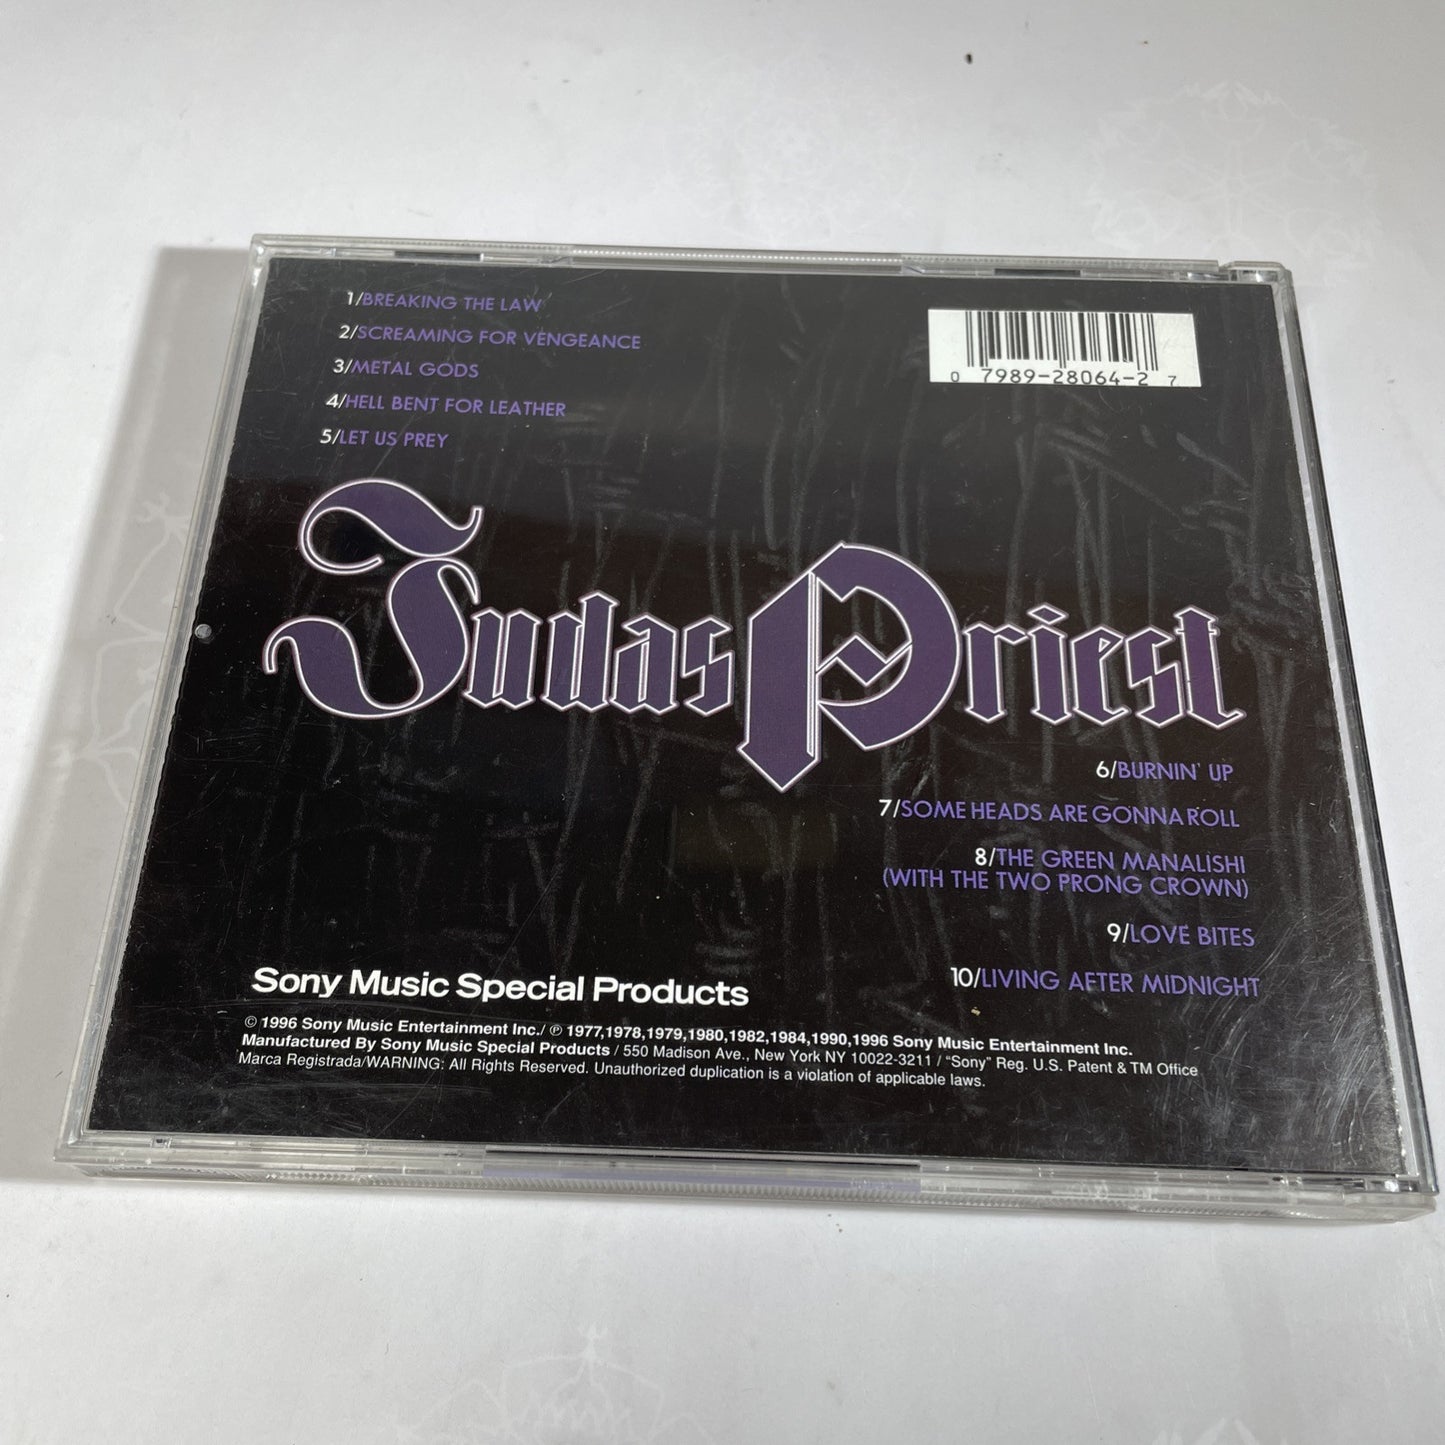 1/BREAKING THE LAW
2/SCREAMING FOR VENGEANCE
3/METAL GODS
4/HELL BENT FOR LEATHER
5/LET US PREY
0 7989-28064-2 7
Judas Priest
6/BURNIN' UP
7/SOME HEADS ARE GONNA ROLL
8/THE GREEN MANALISHI
(WITH THE TWO PRONG CROWN)
9/LOVE BITES
10/LIVING AFTER MIDNIGHT
Sony Music Special Products
© 1996 Sony Music Entertainment Inc./ ℗ 1977,1978,1979,1980,1982,1984,1990,1996 Sony Music Entertainment Inc.
Manufactured By Sony Music Special Products / 550 Madison Ave., New York NY 10022-3211 / "Sony" Reg. U.S. Patent & TM Office
Marca Registrada/WARNING: All Rights Reserved. Unauthorized duplication is a violation of applicable laws.